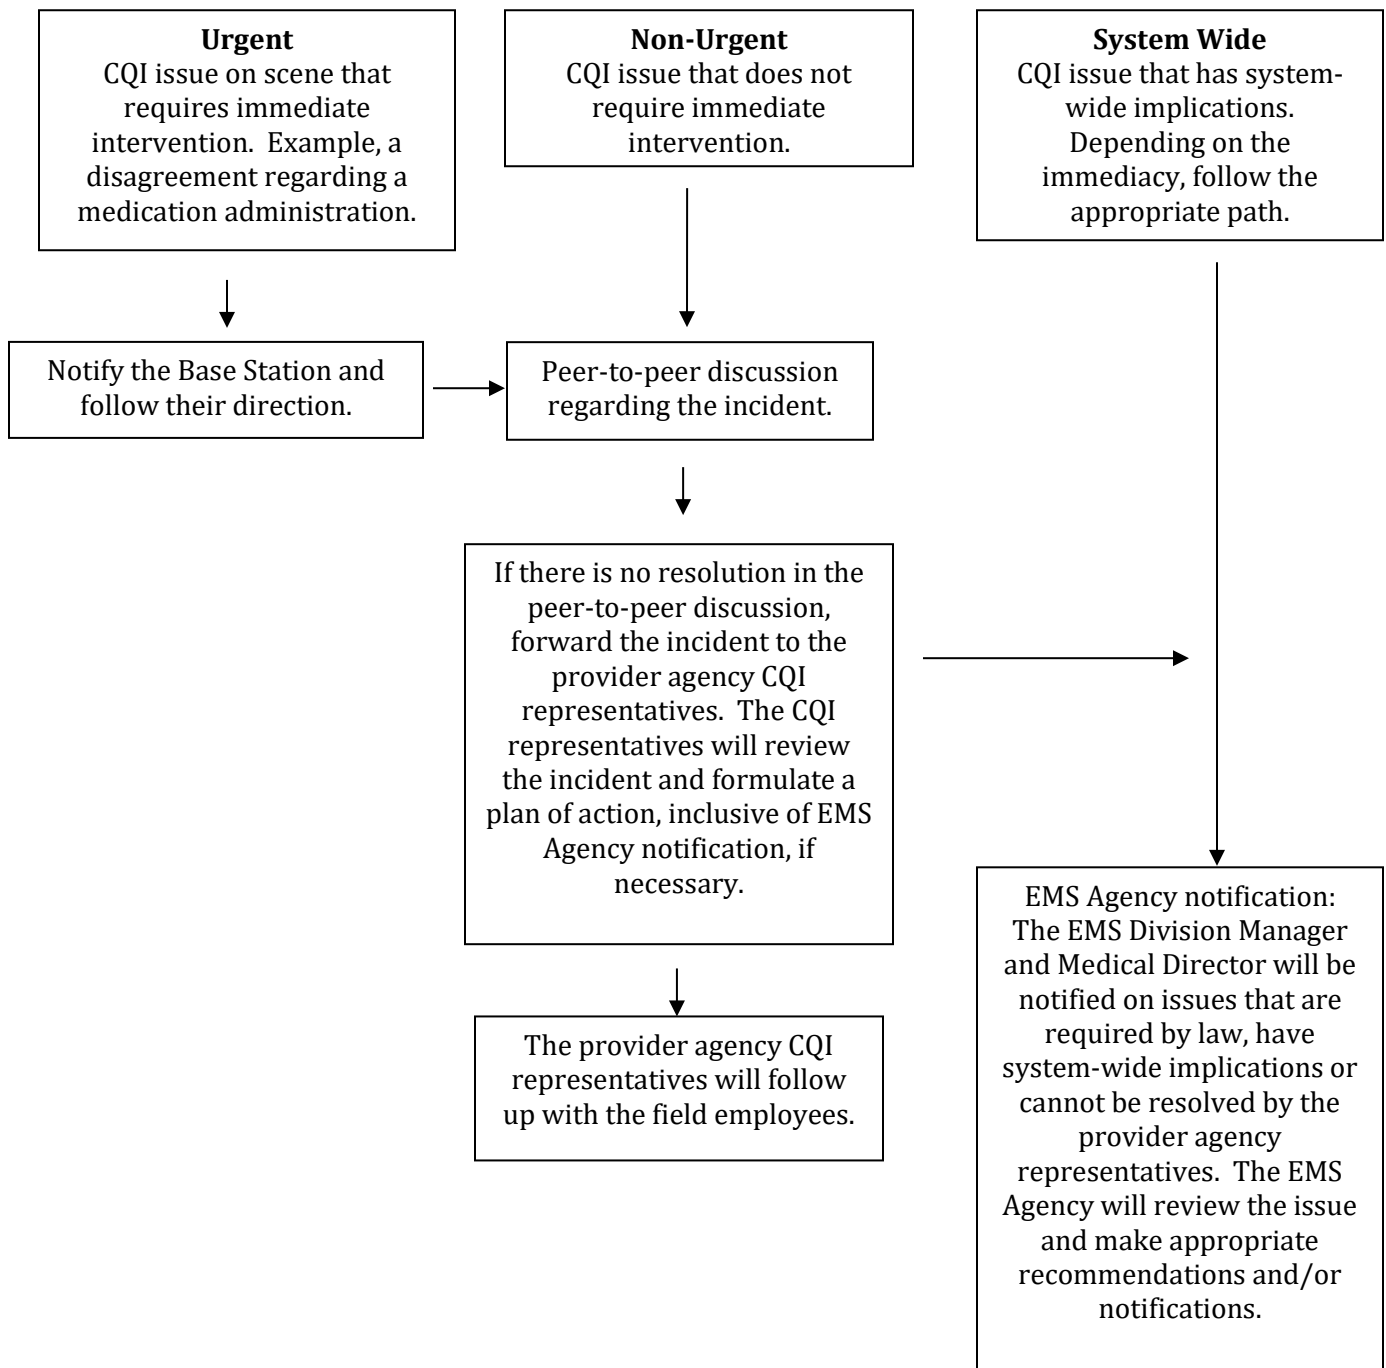 Urgent
CQI issue on scene that
requires immediate
intervention.  Example, a
disagreement regarding a
medication administration.
Non-Urgent
CQI issue that does not
require immediate
intervention.
System Wide
CQI issue that has system-
wide implications.
Depending on the
immediacy, follow the
appropriate path.
Notify the Base Station and
follow their direction.
Peer-to-peer discussion
regarding the incident.
If there is no resolution in the
peer-to-peer discussion,
forward the incident to the
provider agency CQI
representatives.  The CQI
representatives will review
the incident and formulate a
plan of action, inclusive of EMS
Agency notification, if
necessary.
The provider agency CQI
representatives will follow
up with the field employees.
EMS Agency notification:
The EMS Division Manager
and Medical Director will be
notified on issues that are
required by law, have
system-wide implications or
cannot be resolved by the
provider agency
representatives.  The EMS
Agency will review the issue
and make appropriate
recommendations and/or
notifications.